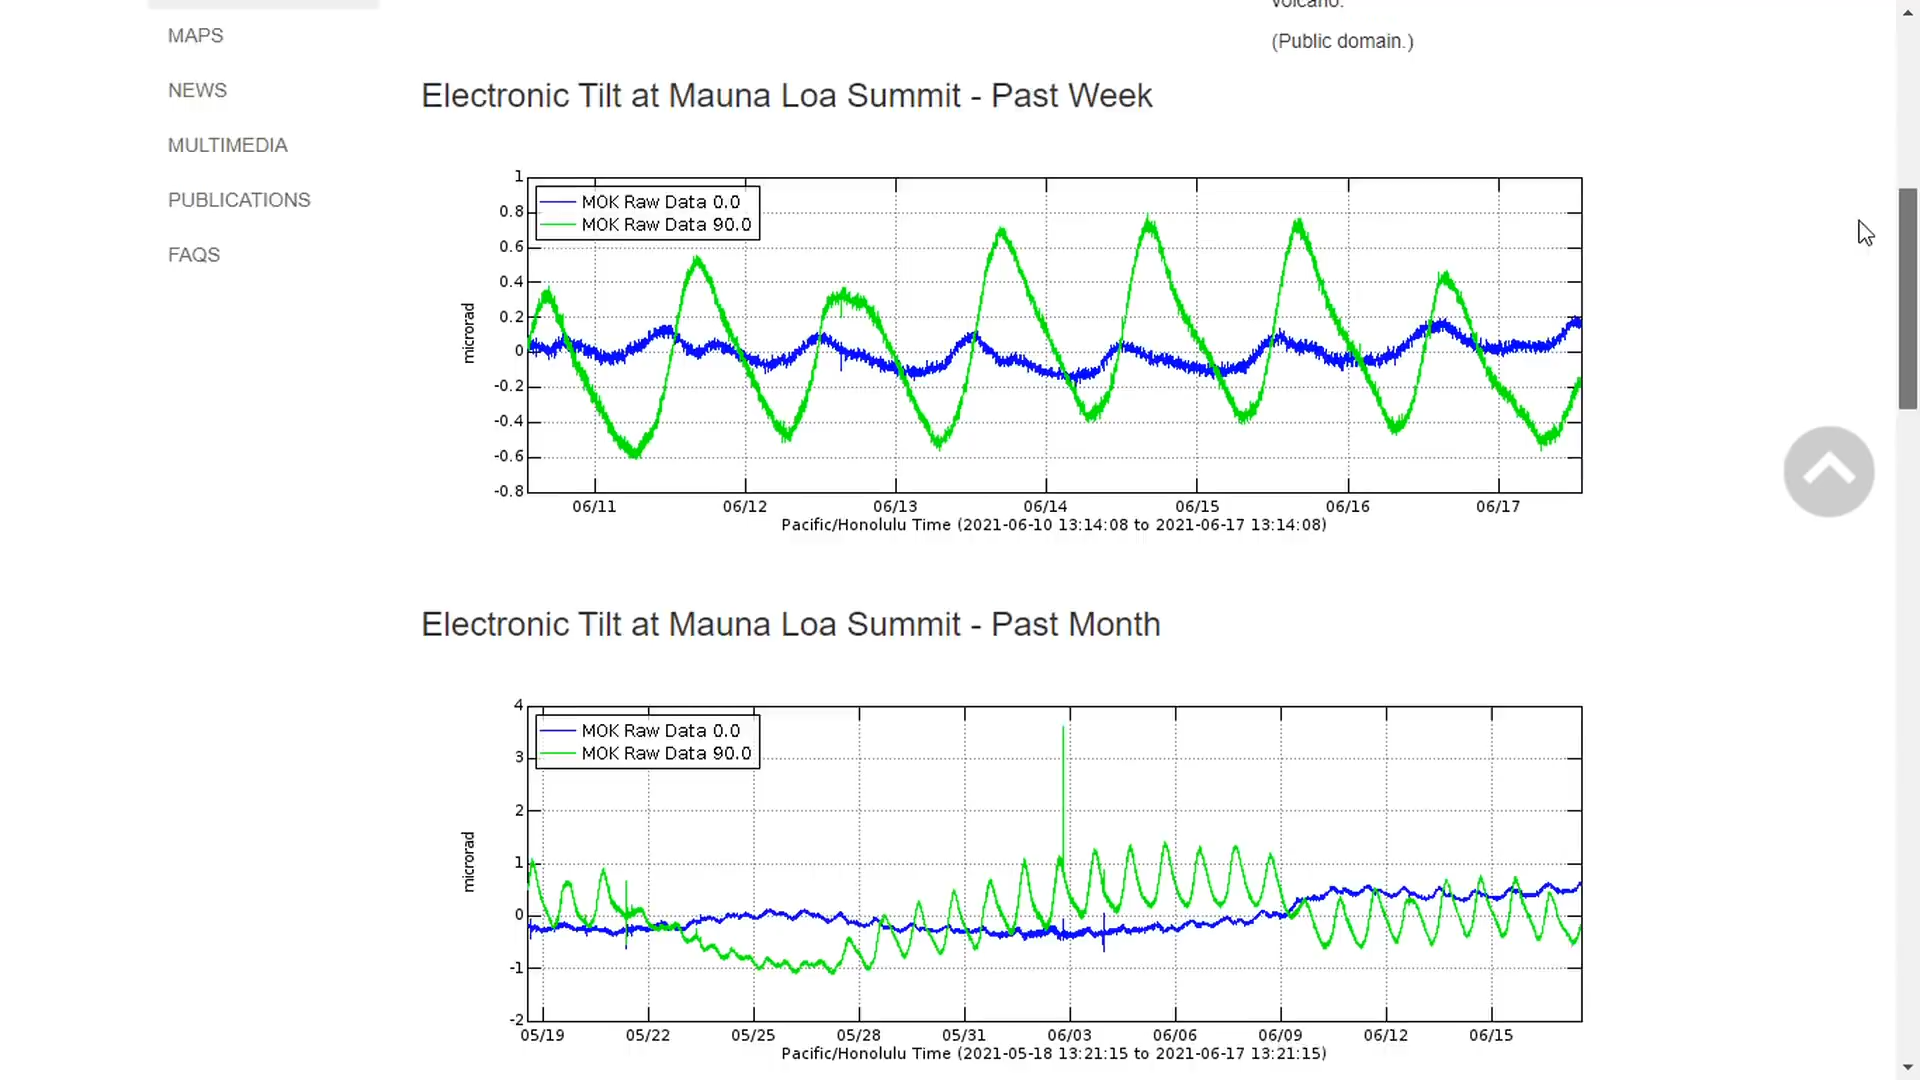 volcano.
(Public domain.)
MAPS
NEWS
MULTIMEDIA
PUBLICATIONS
FAQS
Electronic Tilt at Mauna Loa Summit - Past Week
MOK Raw Data 0.0
MOK Raw Data 90.0
microrad
1
0.8
0.6
0.4
0.2
0
-0.2
-0.4
-0.6
-0.8
06/11 06/12 06/13 06/14 06/15 06/16 06/17
Pacific/Honolulu Time (2021-06-10 13:14:08 to 2021-06-17 13:14:08)
Electronic Tilt at Mauna Loa Summit - Past Month
MOK Raw Data 0.0
MOK Raw Data 90.0
microrad
4
3
2
1
0
-1
-2
05/19 05/22 05/25 05/28 05/31 06/03 06/06 06/09 06/12 06/15
Pacific/Honolulu Time (2021-05-18 13:21:15 to 2021-06-17 13:21:15)